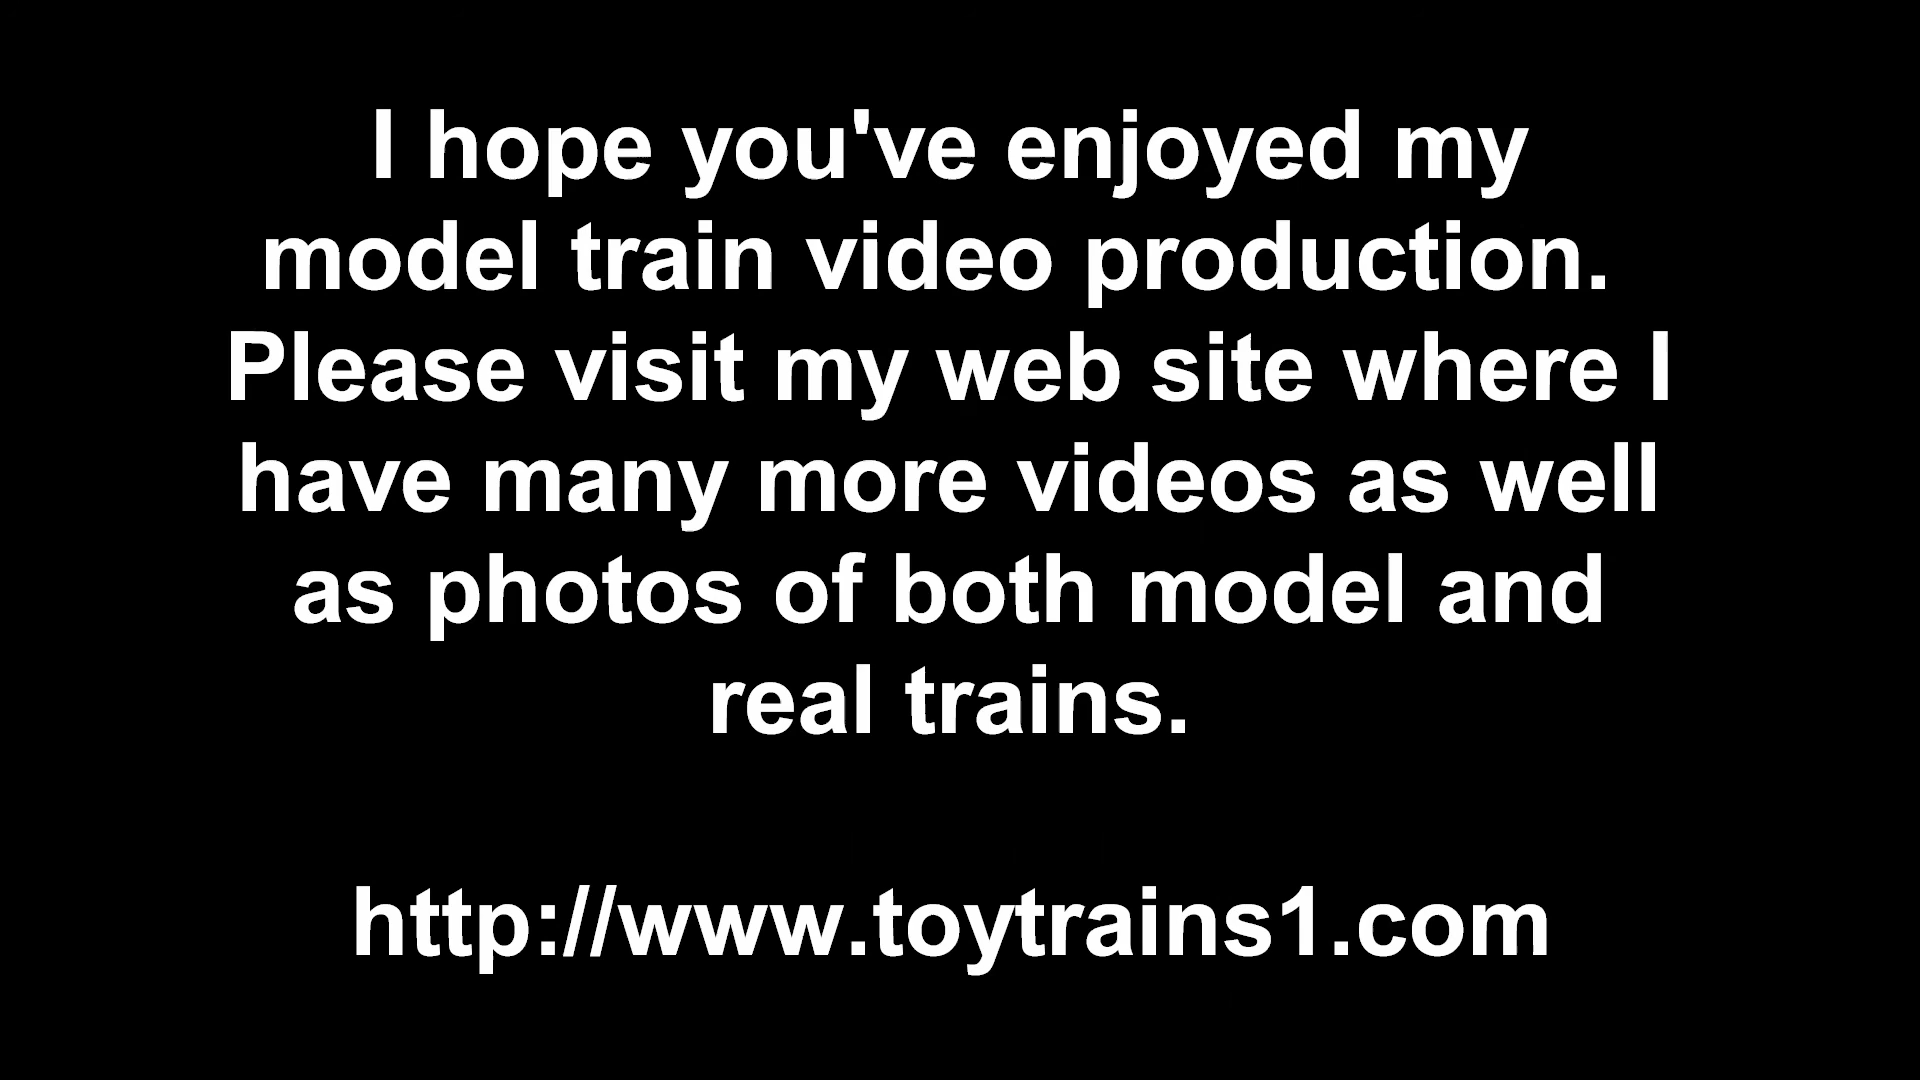 I hope you've enjoyed my
model train video production.
Please visit my web site where I
have many more videos as well
as photos of both model and
real trains.
http://www.toytrains1.com